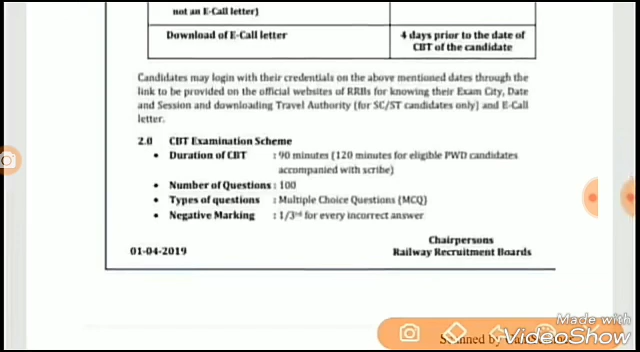 not an E-Call letter)
Download of E-Call letter
4 days prior to the date of
CBT of the candidate
Candidates may login with their credentials on the above mentioned dates through the
link to be provided on the official websites of RRBs for knowing their Exam City, Date
and Session and downloading Travel Authority (for SC/ST candidates only) and E-Call
letter.
2.0 CBT Examination Scheme
• Duration of CBT : 90 minutes (120 minutes for eligible PWD candidates
accompanied with scribe)
• Number of Questions : 100
• Types of questions : Multiple Choice Questions (MCQ)
• Negative Marking : 1/3rd for every incorrect answer
Chairpersons
01-04-2019 Railway Recruitment Boards
Made with
Scanned by
VideoShow